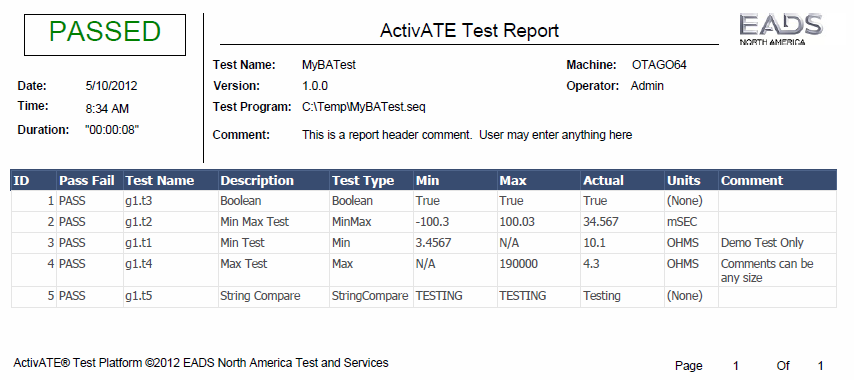 PASSED
ActivATE Test Report
EADS
NORTH AMERICA
Date: 5/10/2012
Time: 8:34 AM
Duration: "00:00:08"
Test Name: MyBATest Machine: OTAGO64
Version: 1.0.0 Operator: Admin
Test Program: C:\Temp\MyBATest.seq
Comment: This is a report header comment. User may enter anything here
ID Pass Fail Test Name Description Test Type Min Max Actual Units Comment
1 PASS g1.t3 Boolean Boolean True True True (None)
2 PASS g1.t2 Min Max Test MinMax -100.3 100.03 34.567 mSEC
3 PASS g1.t1 Min Test Min 3.4567 N/A 10.1 OHMS Demo Test Only
4 PASS g1.t4 Max Test Max N/A 190000 4.3 OHMS Comments can be
any size
5 PASS g1.t5 String Compare StringCompare TESTING TESTING Testing (None)
ActivATE® Test Platform ©2012 EADS North America Test and Services
Page 1 Of 1